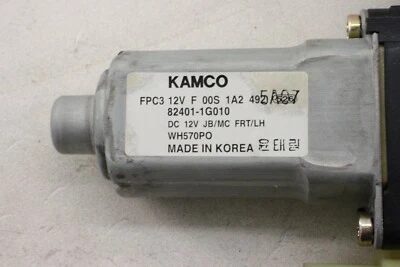 KAMCO
FPC3 12V F 00S 1A2 492
5A07
82401-1G010
DC 12V JB/MC FRT/LH
WH570PO
MADE IN KOREA EH